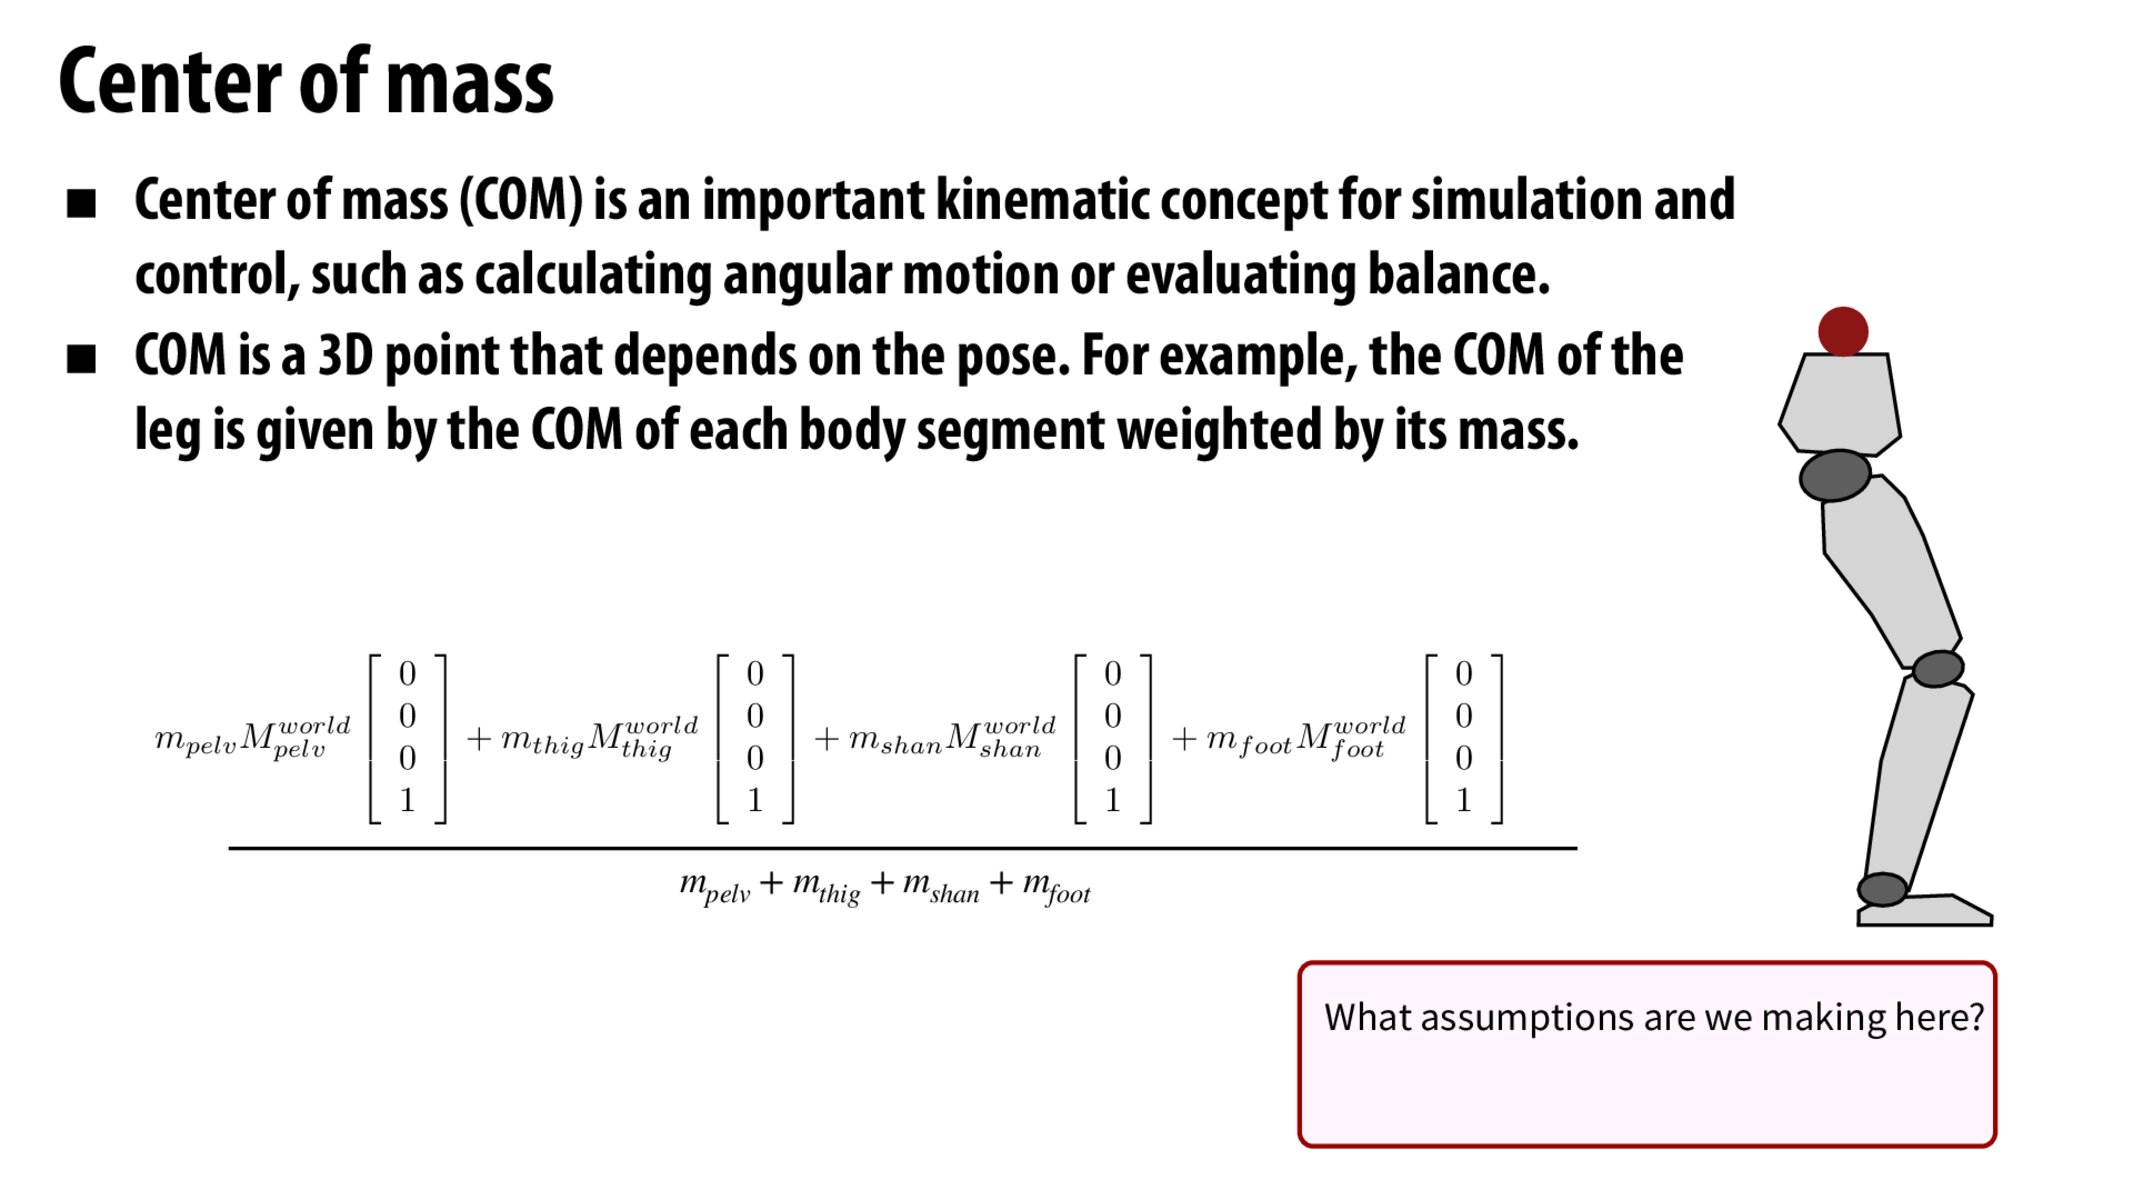 Center of mass
■ Center of mass (COM) is an important kinematic concept for simulation and
control, such as calculating angular motion or evaluating balance.
■ COM is a 3D point that depends on the pose. For example, the COM of the
leg is given by the COM of each body segment weighted by its mass.
$$\frac{m_{pelv}M_{pelv}^{world}\begin{bmatrix}0\\0\\0\\1\end{bmatrix}+m_{thig}M_{thig}^{world}\begin{bmatrix}0\\0\\0\\1\end{bmatrix}+m_{shan}M_{shan}^{world}\begin{bmatrix}0\\0\\0\\1\end{bmatrix}+m_{foot}M_{foot}^{world}\begin{bmatrix}0\\0\\0\\1\end{bmatrix}}{m_{pelv}+m_{thig}+m_{shan}+m_{foot}}$$
What assumptions are we making here?